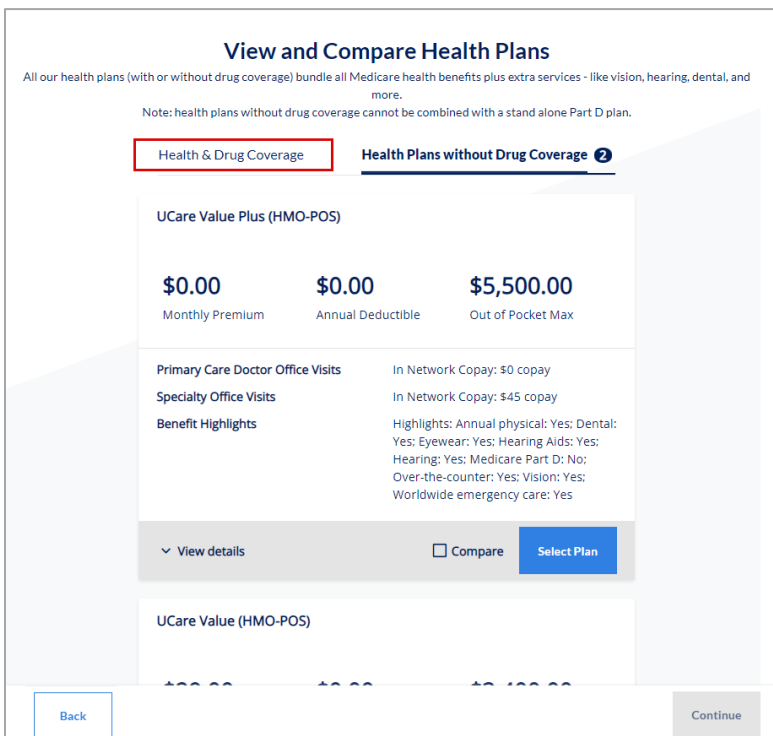 View and Compare Health Plans
All our health plans (with or without drug coverage) bundle all Medicare health benefits plus extra services - like vision, hearing, dental, and
more.
Note: health plans without drug coverage cannot be combined with a stand alone Part D plan.
Health & Drug Coverage
Health Plans without Drug Coverage 2
UCare Value Plus (HMO-POS)
$0.00 $0.00 $5,500.00
Monthly Premium Annual Deductible Out of Pocket Max
Primary Care Doctor Office Visits In Network Copay: $0 copay
Specialty Office Visits In Network Copay: $45 copay
Benefit Highlights Highlights: Annual physical: Yes; Dental:
Yes; Eyewear: Yes; Hearing Aids: Yes;
Hearing: Yes; Medicare Part D: No;
Over-the-counter: Yes; Vision: Yes;
Worldwide emergency care: Yes
View details Compare Select Plan
UCare Value (HMO-POS)
Back Continue